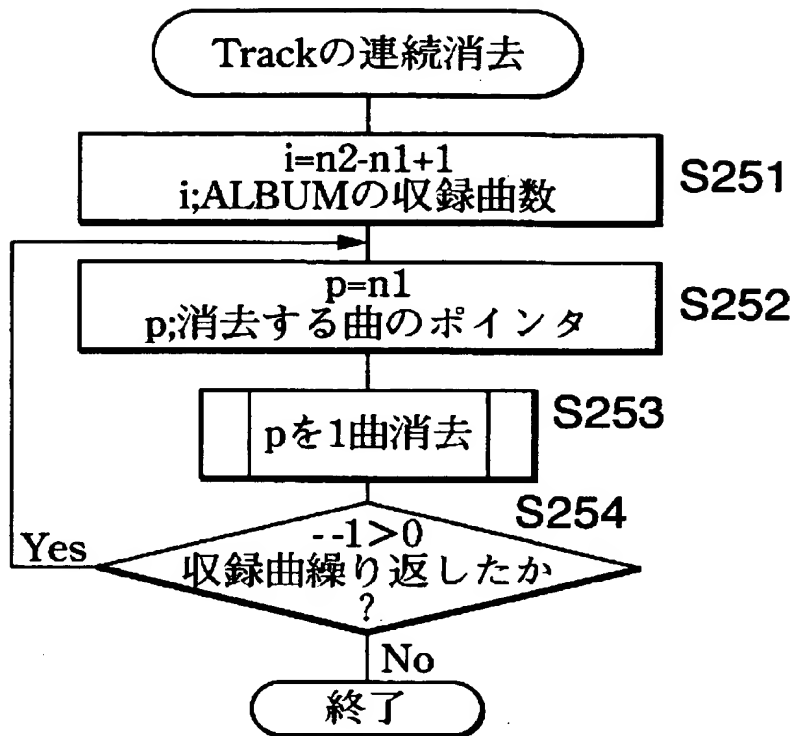 Trackの連続消去
i=n2-n1+1
i;ALBUMの収録曲数
S251
p=n1
p;消去する曲のポインタ
S252
pを1曲消去
S253
S254
--1>0
収録曲繰り返したか
?
Yes
No
終了